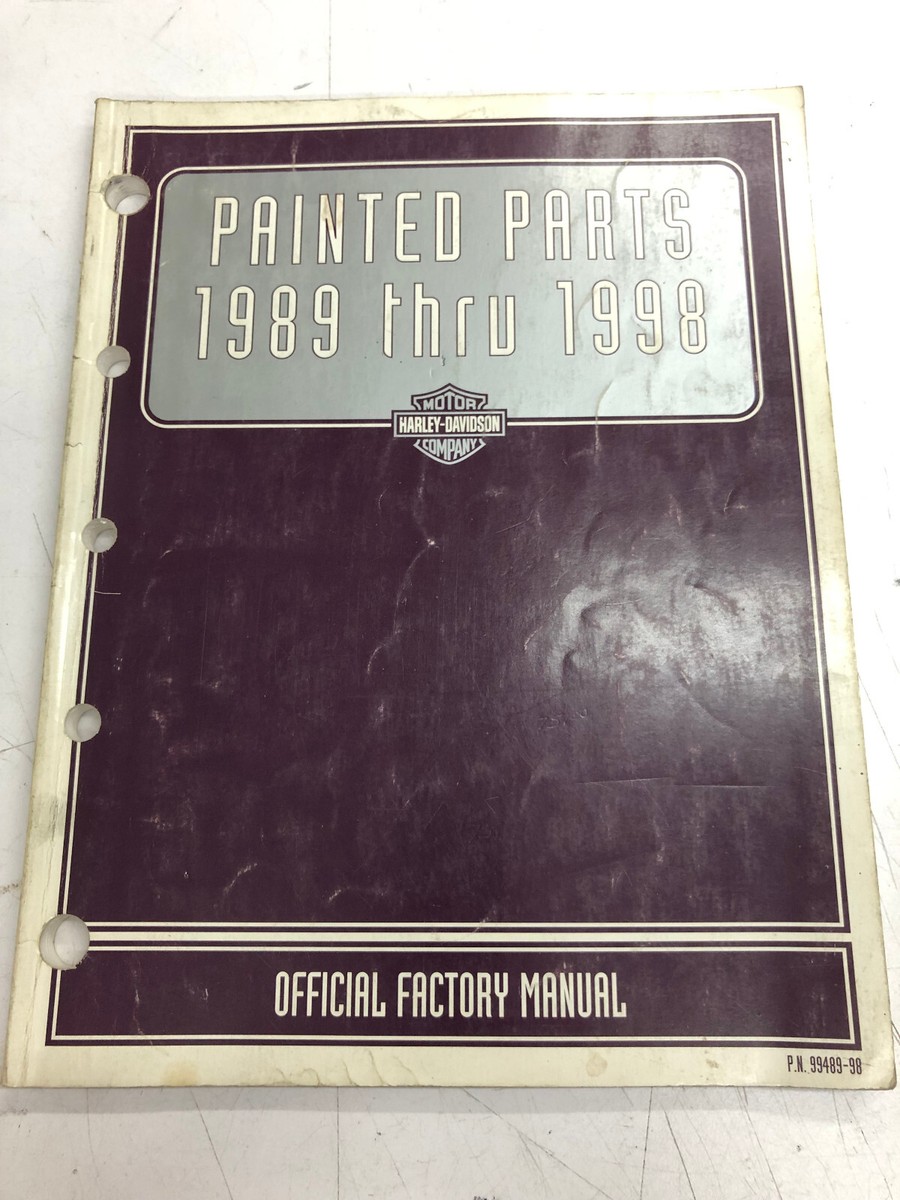 PAINTED PARTS
1989 thru 1998
MOTOR
HARLEY-DAVIDSON
COMPANY
OFFICIAL FACTORY MANUAL
P.N. 99489-98